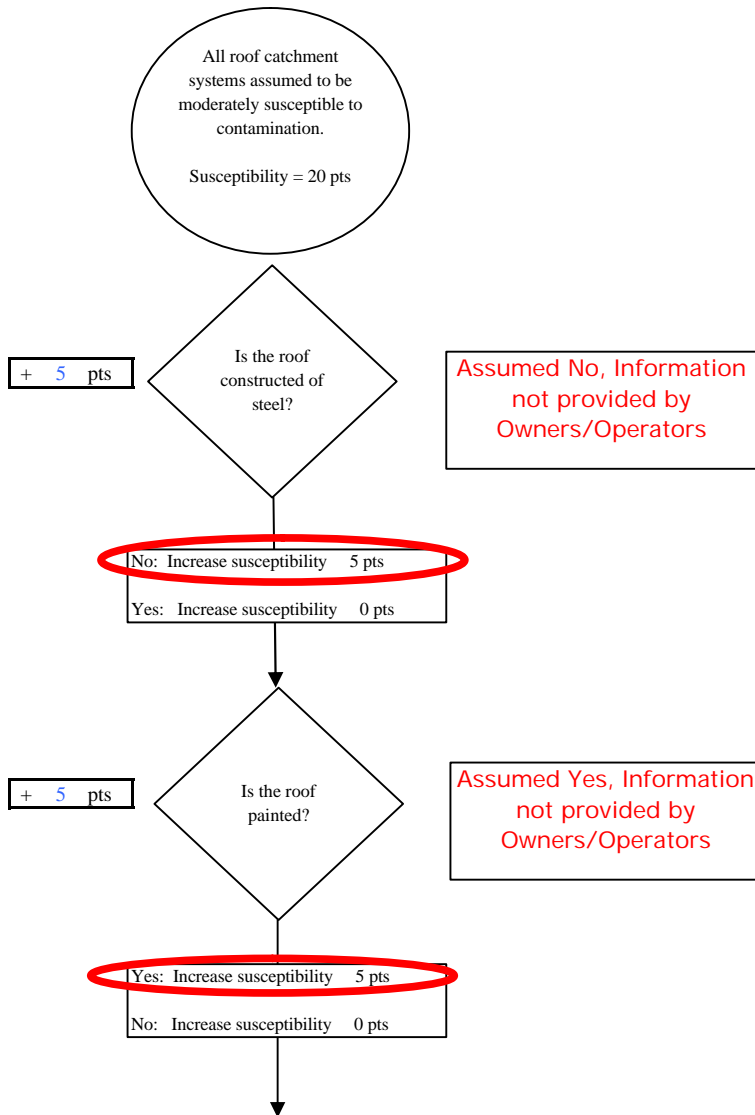 All roof catchment
systems assumed to be
moderately susceptible to
contamination.
Susceptibility = 20 pts
+ 5 pts
Is the roof
constructed of
steel?
Assumed No, Information
not provided by
Owners/Operators
No: Increase susceptibility 5 pts
Yes: Increase susceptibility 0 pts
+ 5 pts
Is the roof
painted?
Assumed Yes, Information
not provided by
Owners/Operators
Yes: Increase susceptibility 5 pts
No: Increase susceptibility 0 pts